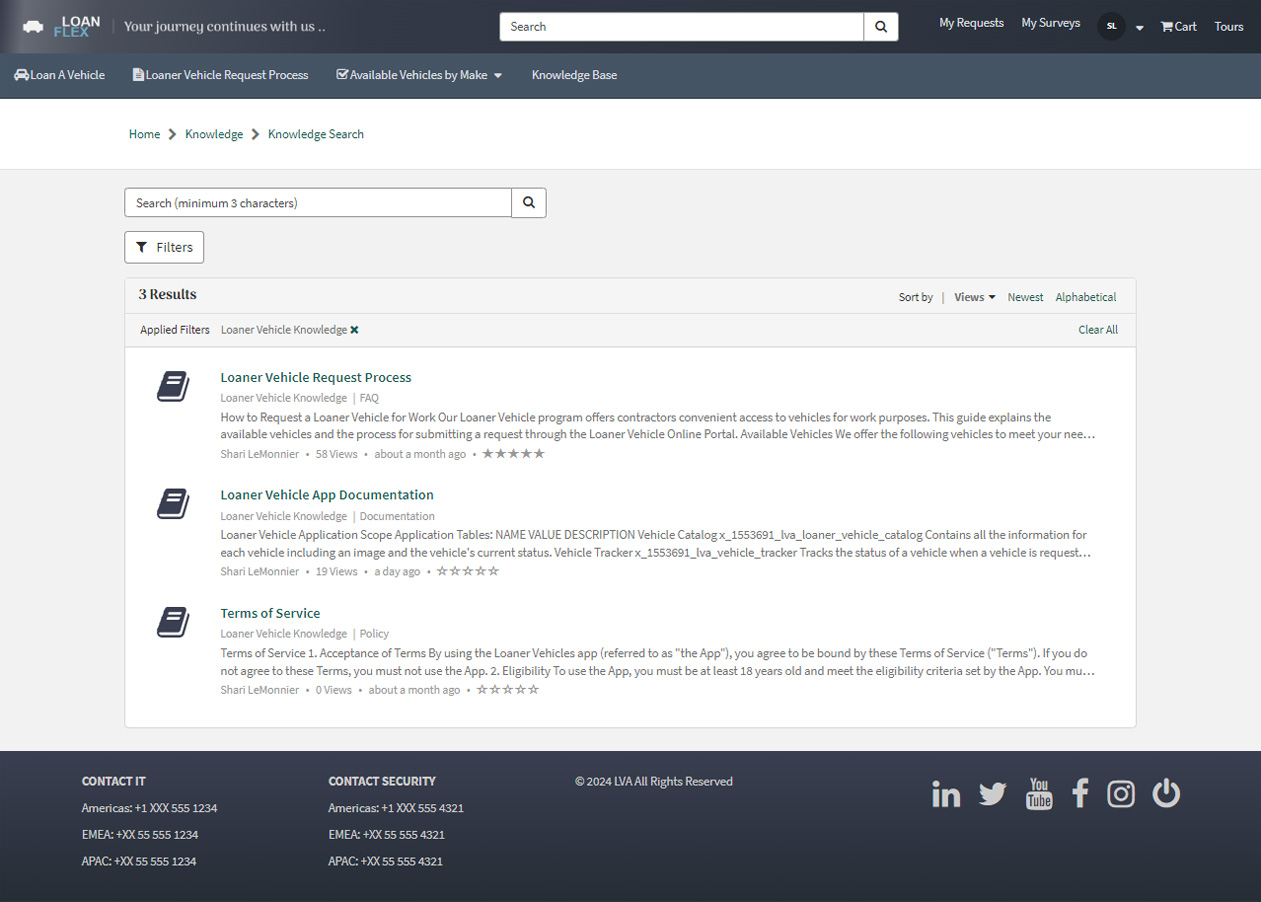 LOAN
FLEX
Your journey continues with us ..
Search
My Requests
My Surveys
SL
Cart
Tours
Loan A Vehicle
Loaner Vehicle Request Process
Available Vehicles by Make
Knowledge Base
Home
Knowledge
Knowledge Search
Search (minimum 3 characters)
Filters
3 Results
Sort by | Views Newest Alphabetical
Applied Filters Loaner Vehicle Knowledge
Clear All
Loaner Vehicle Request Process
Loaner Vehicle Knowledge | FAQ
How to Request a Loaner Vehicle for Work Our Loaner Vehicle program offers contractors convenient access to vehicles for work purposes. This guide explains the
available vehicles and the process for submitting a request through the Loaner Vehicle Online Portal. Available Vehicles We offer the following vehicles to meet your nee…
Shari LeMonnier • 58 Views • about a month ago • ★★★★★
Loaner Vehicle App Documentation
Loaner Vehicle Knowledge | Documentation
Loaner Vehicle Application Scope Application Tables: NAME VALUE DESCRIPTION Vehicle Catalog x_1553691_lva_loaner_vehicle_catalog Contains all the information for
each vehicle including an image and the vehicle's current status. Vehicle Tracker x_1553691_lva_vehicle_tracker Tracks the status of a vehicle when a vehicle is request…
Shari LeMonnier • 19 Views • a day ago • ☆☆☆☆☆
Terms of Service
Loaner Vehicle Knowledge | Policy
Terms of Service 1. Acceptance of Terms By using the Loaner Vehicles app (referred to as "the App"), you agree to be bound by these Terms of Service ("Terms"). If you do
not agree to these Terms, you must not use the App. 2. Eligibility To use the App, you must be at least 18 years old and meet the eligibility criteria set by the App. You mu…
Shari LeMonnier • 0 Views • about a month ago • ☆☆☆☆☆
CONTACT IT
Americas: +1 XXX 555 1234
EMEA: +XX 55 555 1234
APAC: +XX 55 555 1234
CONTACT SECURITY
Americas: +1 XXX 555 4321
EMEA: +XX 55 555 4321
APAC: +XX 55 555 4321
© 2024 LVA All Rights Reserved
in
You
Tube